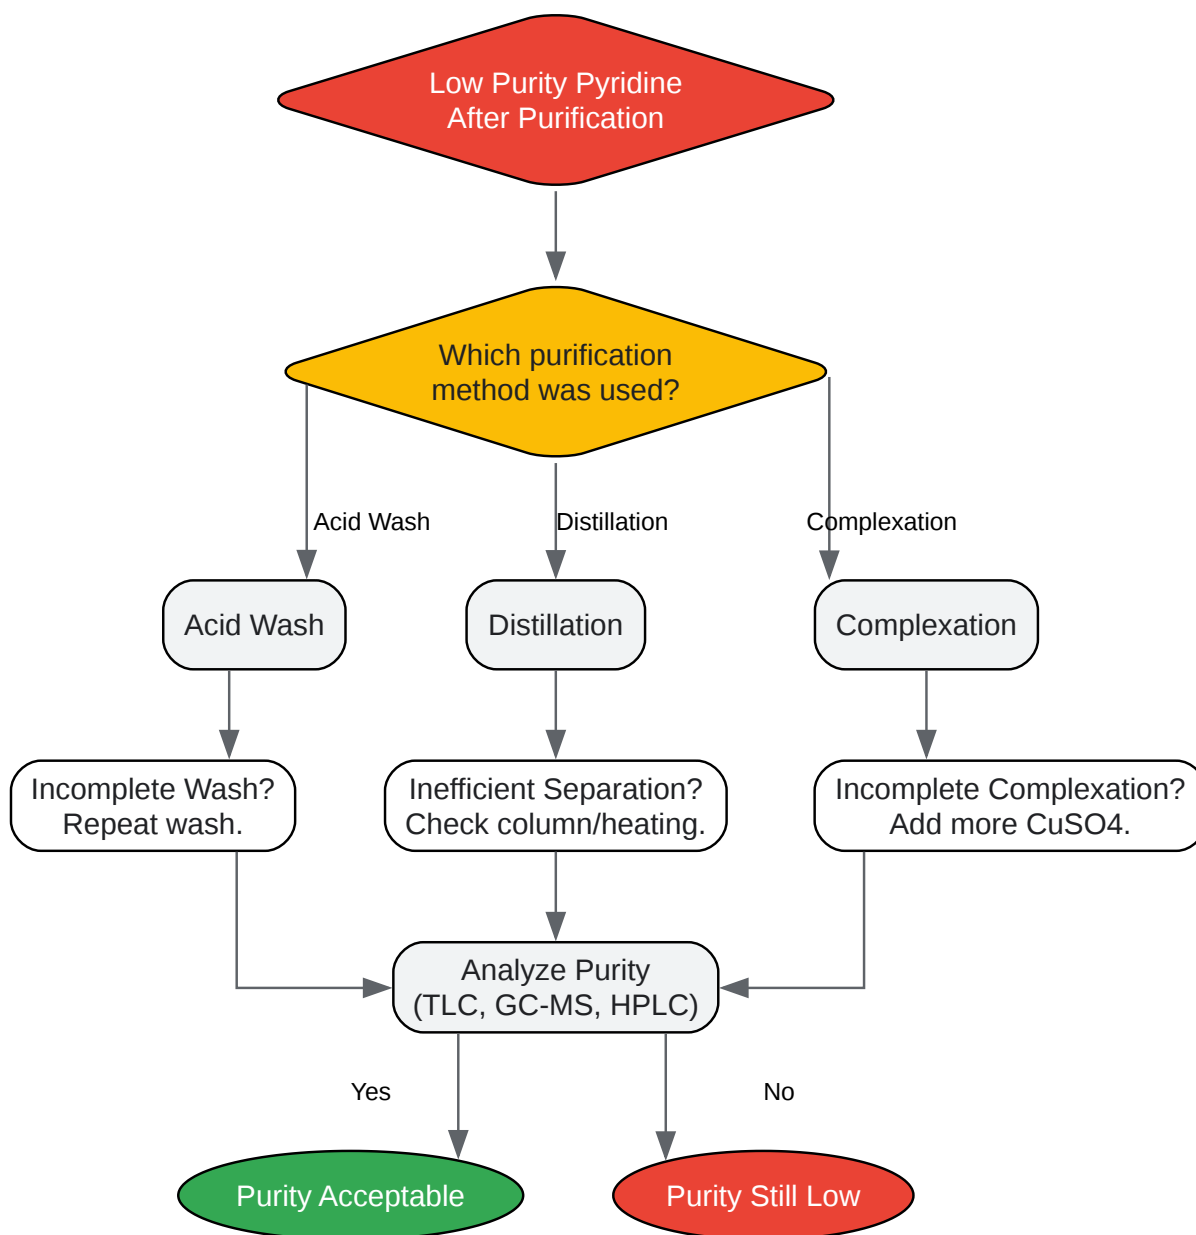 Low Purity Pyridine
After Purification
Which purification
method was used?
Acid Wash
Distillation
Complexation
Acid Wash
Distillation
Complexation
Incomplete Wash?
Repeat wash.
Inefficient Separation?
Check column/heating.
Incomplete Complexation?
Add more CuSO4.
Analyze Purity
(TLC, GC-MS, HPLC)
Yes
No
Purity Acceptable
Purity Still Low